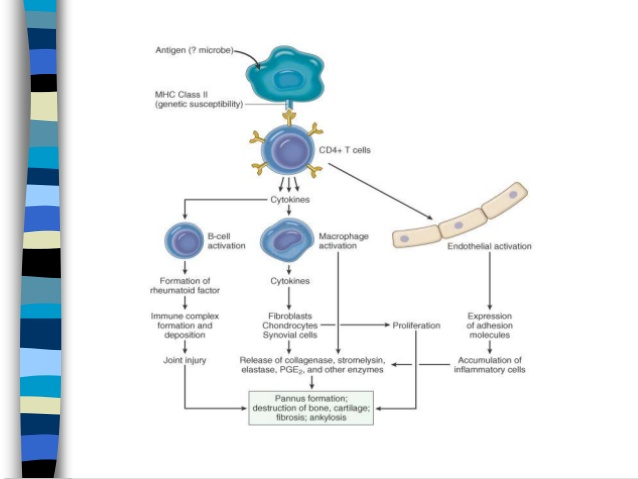 Antigen (? microbe)
MHC Class II
(genetic susceptibility)
CD4+ T cells
Cytokines
B-cell
activation
Macrophage
activation
Endothelial activation
Formation of
rheumatoid factor
Cytokines
Immune complex
formation and
deposition
Fibroblasts
Chondrocytes
Synovial cells
Proliferation
Expression
of adhesion
molecules
Joint injury
Release of collagenase, stromelysin,
elastase, PGE₂, and other enzymes
Accumulation of
inflammatory cells
Pannus formation;
destruction of bone, cartilage;
fibrosis; ankylosis